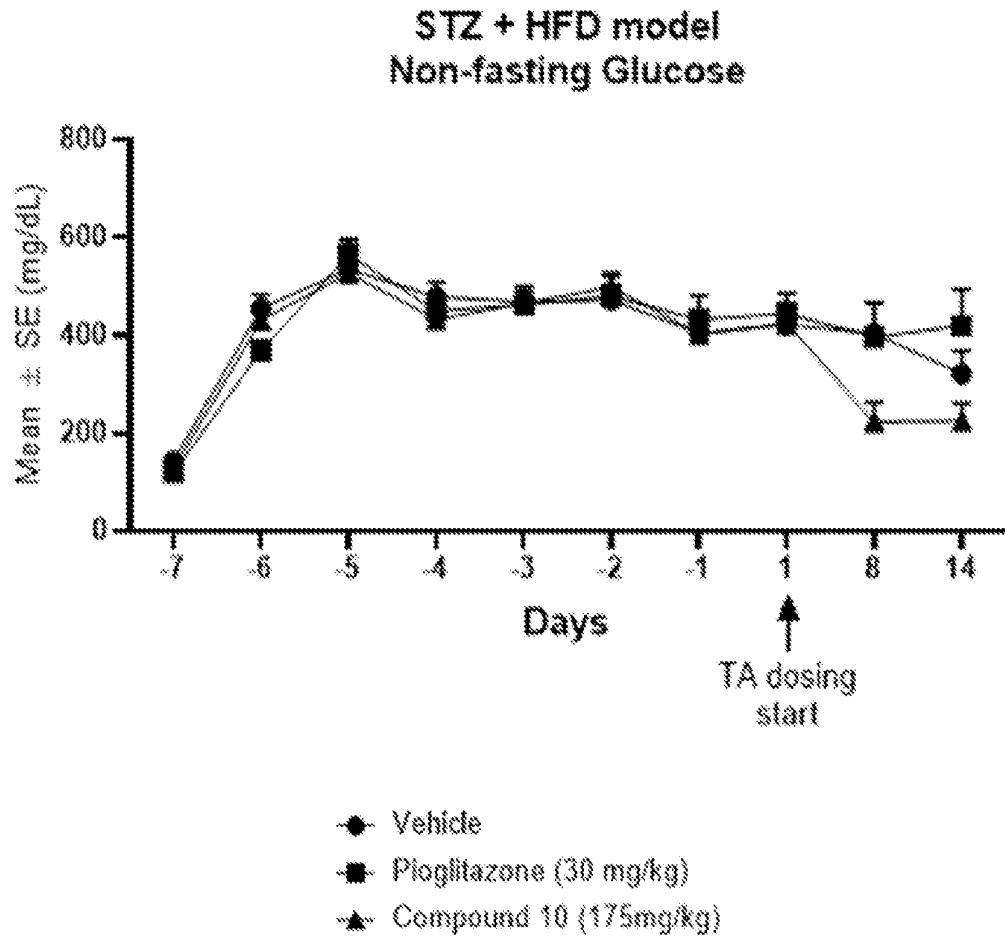 STZ + HFD model
Non-fasting Glucose
Mean ± SE (mg/dL)
800
600
400
200
0
-7 -6 -5 -4 -3 -2 -1 1 8 14
Days
TA dosing
start
Vehicle
Pioglitazone (30 mg/kg)
Compound 10 (175mg/kg)